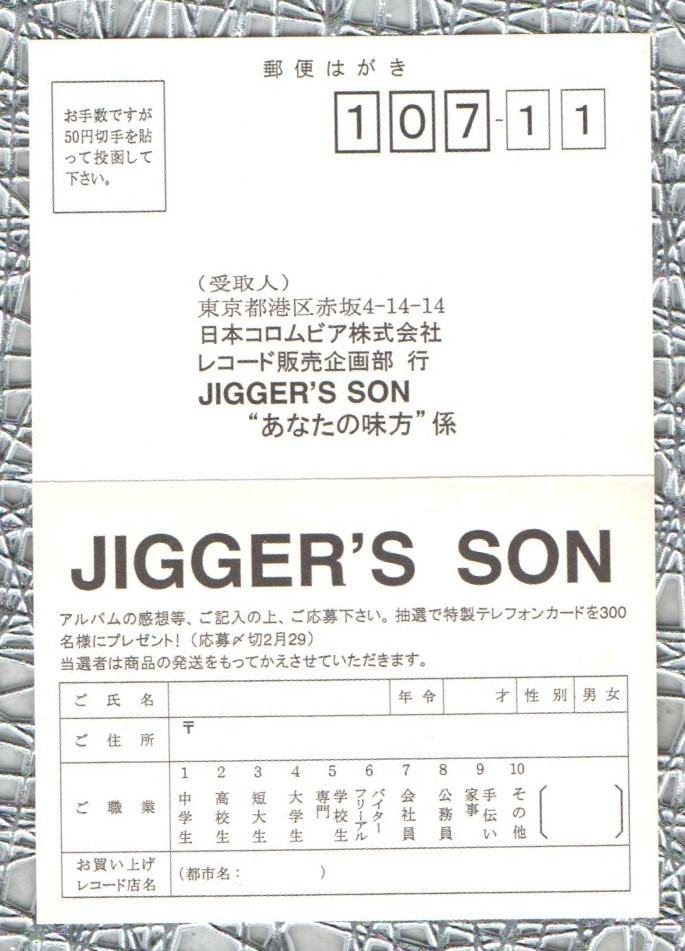 郵便はがき
お手数ですが
50円切手を貼
って投函して
下さい。
107-11
（受取人）
東京都港区赤坂4-14-14
日本コロムビア株式会社
レコード販売企画部 行
JIGGER'S SON
“あなたの味方”係
JIGGER'S SON
アルバムの感想等、ご記入の上、ご応募下さい。抽選で特製テレフォンカードを300
名様にプレゼント！（応募〆切2月29）
当選者は商品の発送をもってかえさせていただきます。
ご氏名 年令 才 性別 男女
ご住所 〒
ご職業
1 中学生
2 高校生
3 短大生
4 大学生
5 専門学校生
6 フリーアルバイター
7 会社員
8 公務員
9 家事手伝い
10 その他
お買い上げ
レコード店名
（都市名： ）